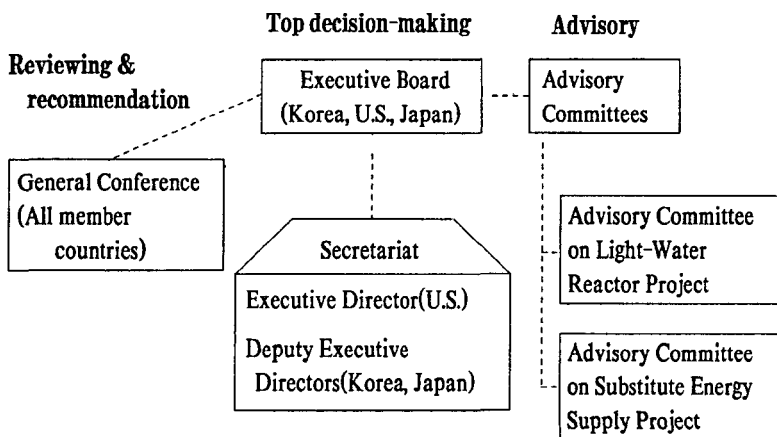 Top decision-making
Advisory
Reviewing &
recommendation
Executive Board
(Korea, U.S., Japan)
Advisory
Committees
General Conference
(All member
countries)
Secretariat
Executive Director(U.S.)
Deputy Executive
Directors(Korea, Japan)
Advisory Committee
on Light-Water
Reactor Project
Advisory Committee
on Substitute Energy
Supply Project